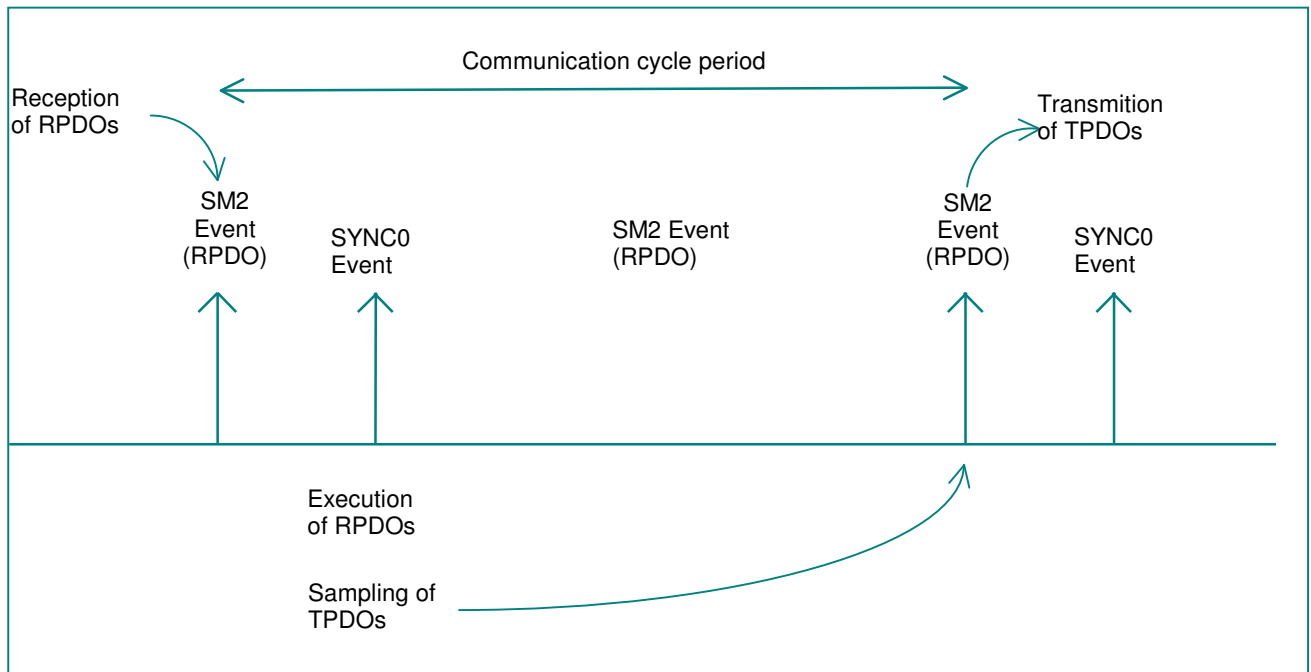 Communication cycle period
Reception
of RPDOs
Transmition
of TPDOs
SM2
Event
(RPDO)
SYNC0
Event
SM2 Event
(RPDO)
SM2
Event
(RPDO)
SYNC0
Event
Execution
of RPDOs
Sampling of
TPDOs